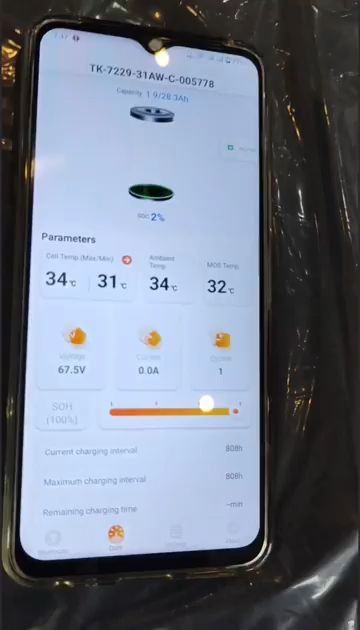 TK-7229-31AW-C-005778
Capacity 1.9/28.3Ah
SOC 2%
Parameters
Cell Temp (Max/Min)
34℃ 31℃
Ambient Temp
34℃
MOS Temp
32℃
Voltage
67.5V
Current
0.0A
Cycles
1
SOH
(100%)
Current charging interval 808h
Maximum charging interval 808h
Remaining charging time --min